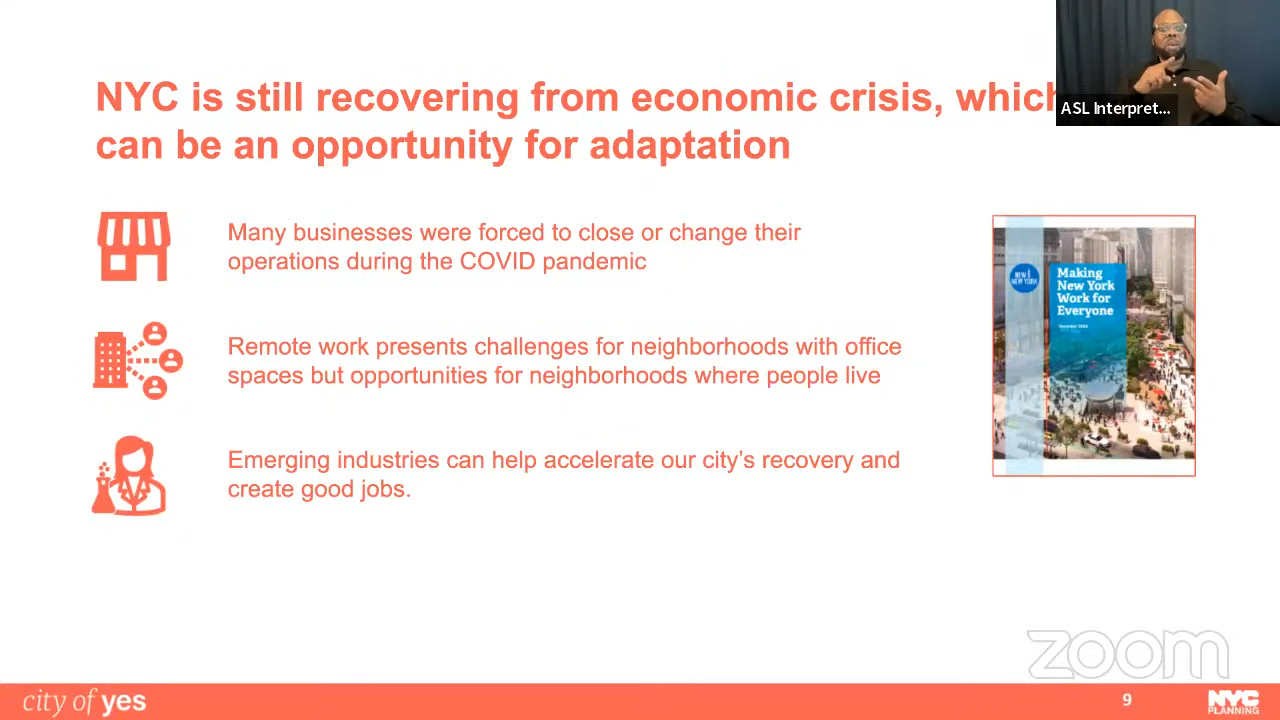 NYC is still recovering from economic crisis, which
can be an opportunity for adaptation
ASL Interpret...
Many businesses were forced to close or change their
operations during the COVID pandemic
Remote work presents challenges for neighborhoods with office
spaces but opportunities for neighborhoods where people live
Emerging industries can help accelerate our city's recovery and
create good jobs.
NEW
NEW YORK
Making
New York
Work for
Everyone
zoom
city of yes
9
NYC
PLANNING